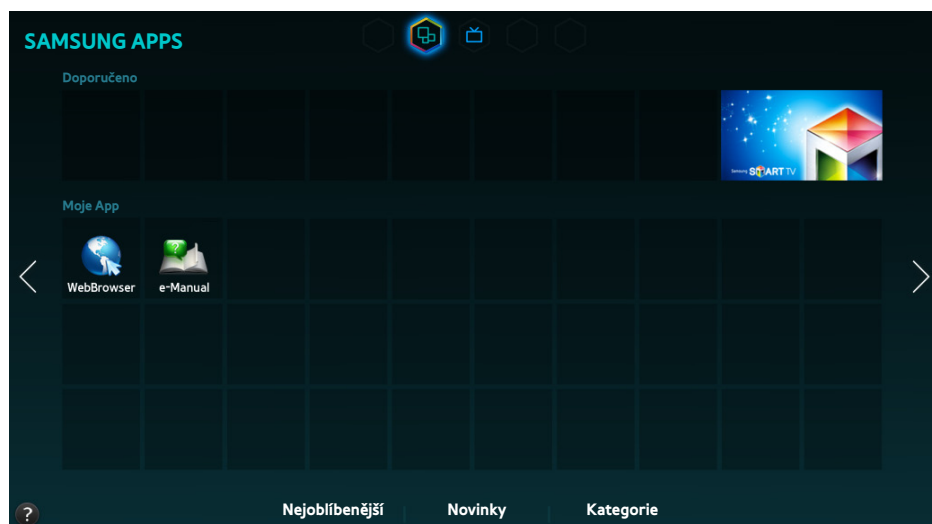 SAMSUNG APPS
Doporučeno
Samsung SMART TV
Moje App
WebBrowser
e-Manual
?
Nejoblíbenější
Novinky
Kategorie